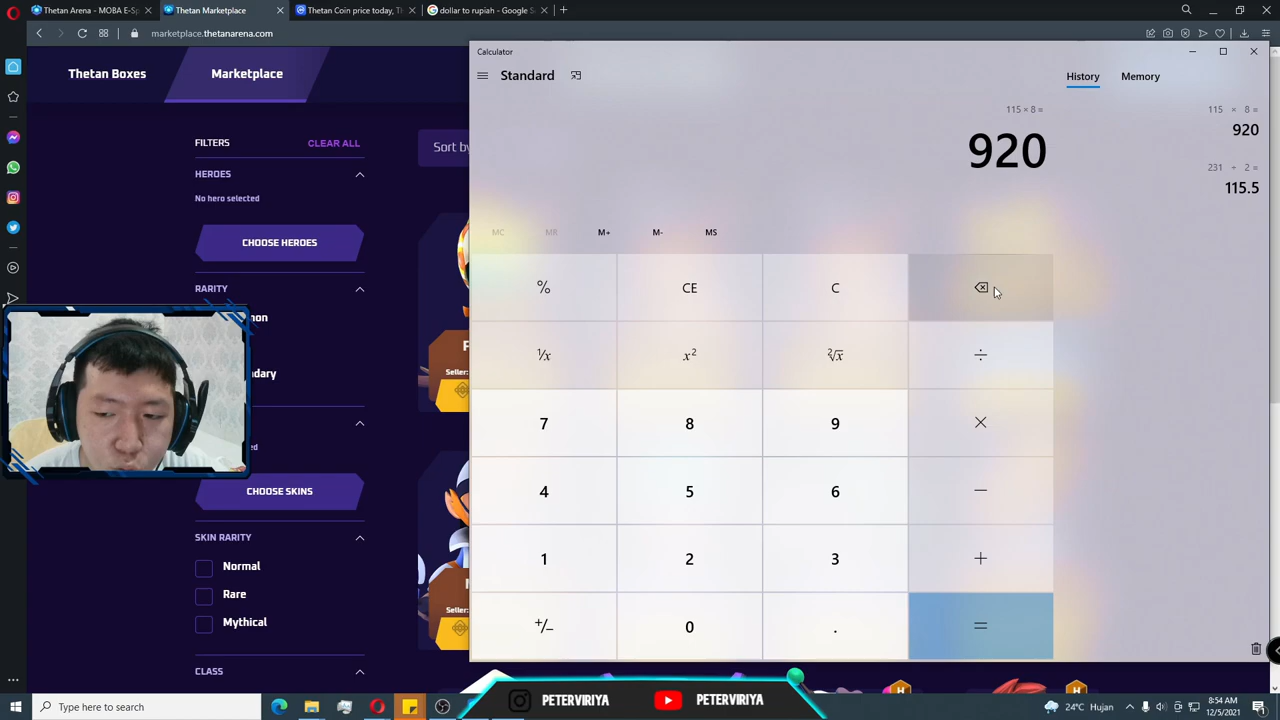 Thetan Arena - MOBA E-Sp
Thetan Marketplace
Thetan Coin price today, Th
dollar to rupiah - Google S
marketplace.thetanarena.com
Thetan Boxes
Marketplace
FILTERS
CLEAR ALL
HEROES
No hero selected
CHOOSE HEROES
RARITY
CHOOSE SKINS
SKIN RARITY
Normal
Rare
Mythical
CLASS
Sort by
Seller:
Seller:
Calculator
Standard
History
Memory
115 × 8 =
920
115 × 8 =
920
231 ÷ 2 =
115.5
MC MR M+ M- MS
% CE C
⅟x x² ²√x ÷
7 8 9 ×
4 5 6 −
1 2 3 +
+/− 0 . =
PETERVIRIYA
PETERVIRIYA
H
H
Type here to search
24°C Hujan
8:54 AM
12/5/2021
1